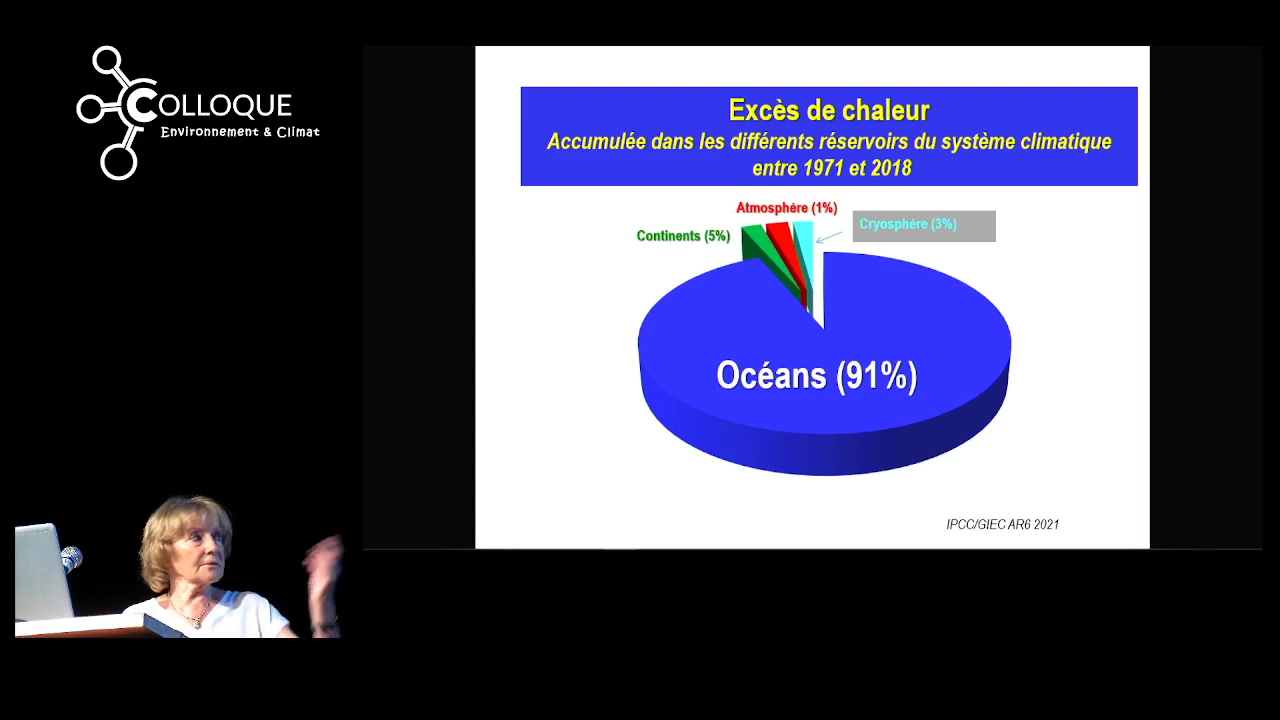 COLLOQUE
Environnement & Climat
Excès de chaleur
Accumulée dans les différents réservoirs du système climatique
entre 1971 et 2018
Atmosphère (1%)
Cryosphère (3%)
Continents (5%)
Océans (91%)
IPCC/GIEC AR6 2021